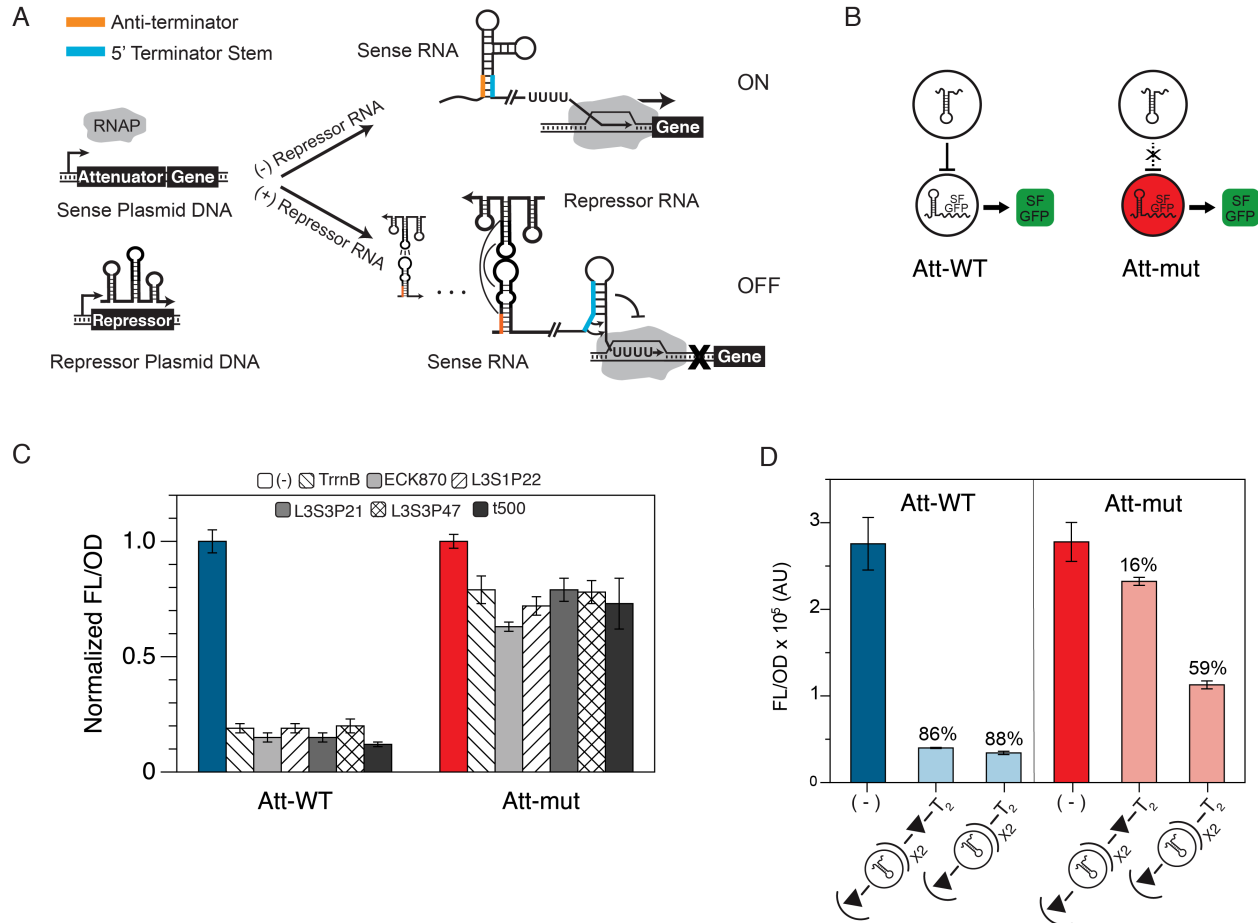 A
Anti-terminator
5' Terminator Stem
RNAP
Attenuator Gene
Sense Plasmid DNA
Repressor
Repressor Plasmid DNA
(-) Repressor RNA
(+) Repressor RNA
Sense RNA
UUUU
Gene
ON
Repressor RNA
OFF
Sense RNA
UUUU
X
Gene
B
SF
GFP
SF
GFP
Att-WT
SF
GFP
SF
GFP
Att-mut
C
(-) TrrnB ECK870 L3S1P22
L3S3P21 L3S3P47 t500
Normalized FL/OD
1.0
0.5
0
Att-WT
Att-mut
D
FL/OD x 10⁵ (AU)
3
2
1
0
Att-WT
Att-mut
86%
88%
16%
59%
(-)
X2
T₂
X2
T₂
(-)
X2
T₂
X2
T₂